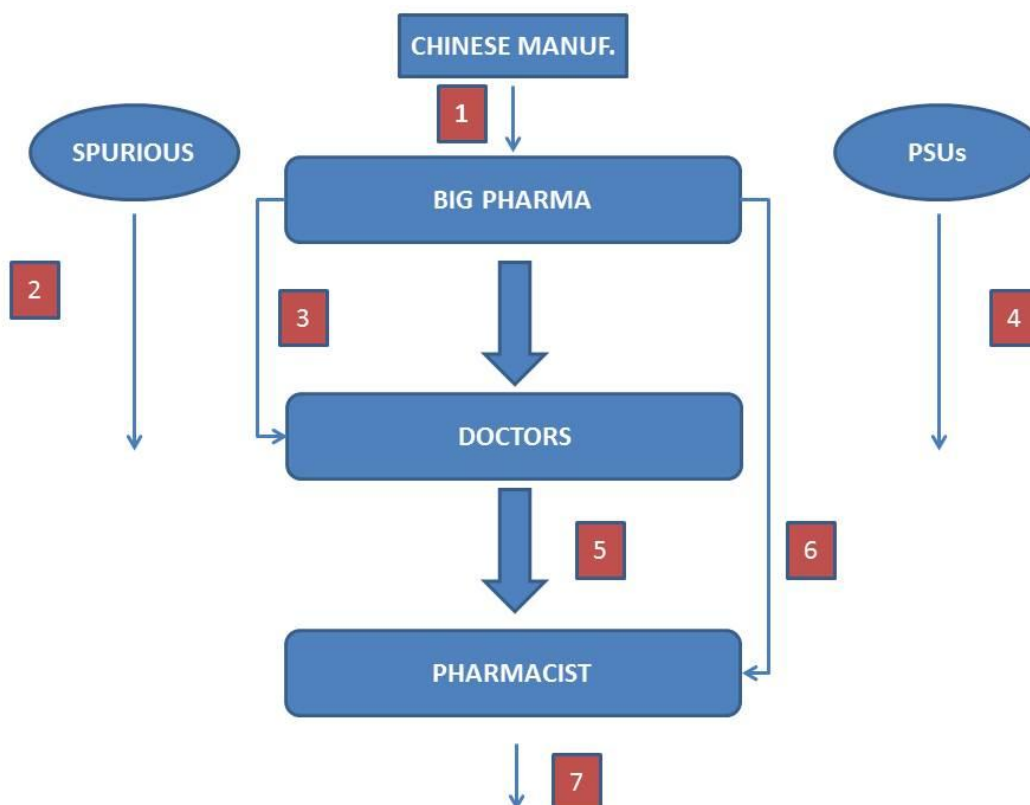 CHINESE MANUF.
1
SPURIOUS
PSUs
BIG PHARMA
2
3
4
DOCTORS
5
6
PHARMACIST
7